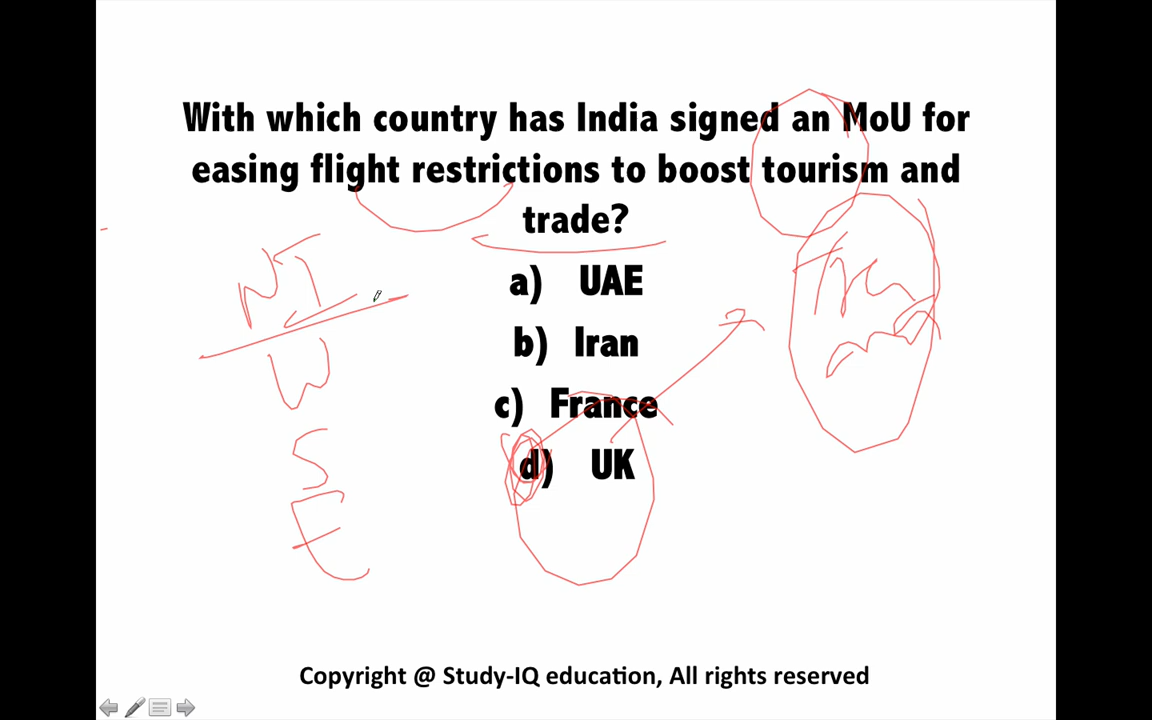 With which country has India signed an MoU for
easing flight restrictions to boost tourism and
trade?
a) UAE
b) Iran
c) France
d) UK
N
W
S
E
Copyright @ Study-IQ education, All rights reserved